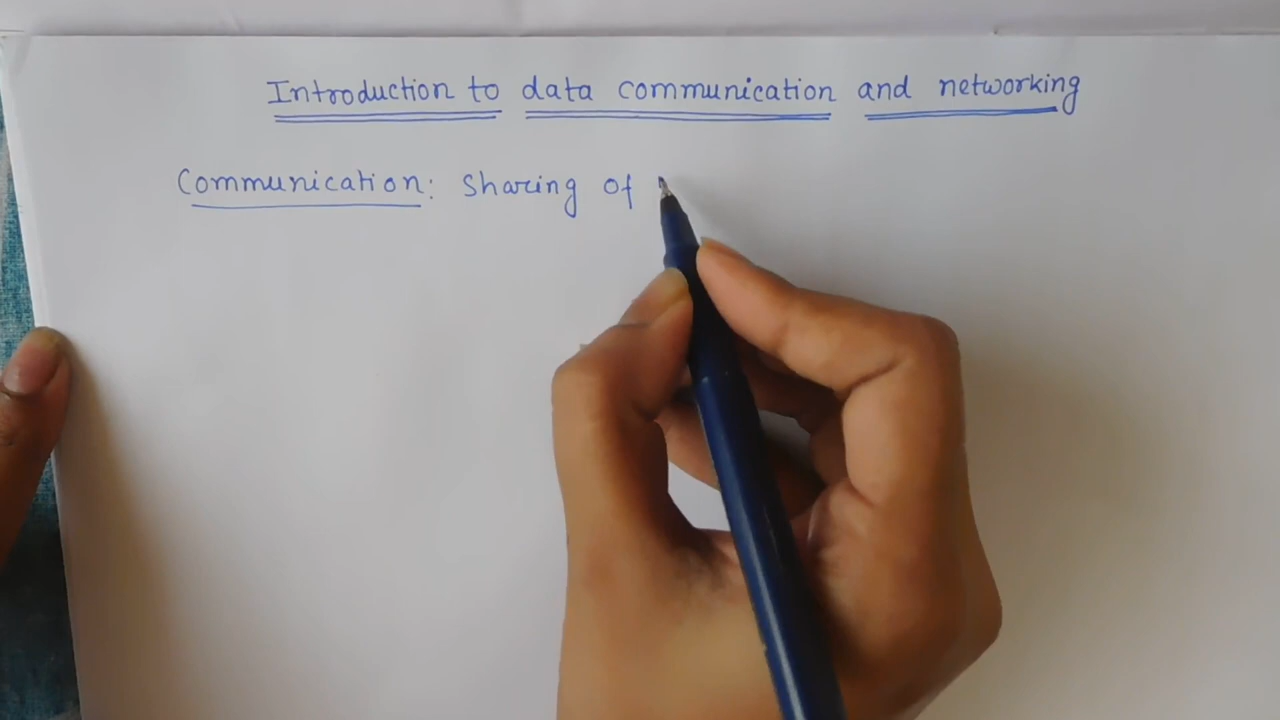 Introduction to data communication and networking
Communication: Sharing of